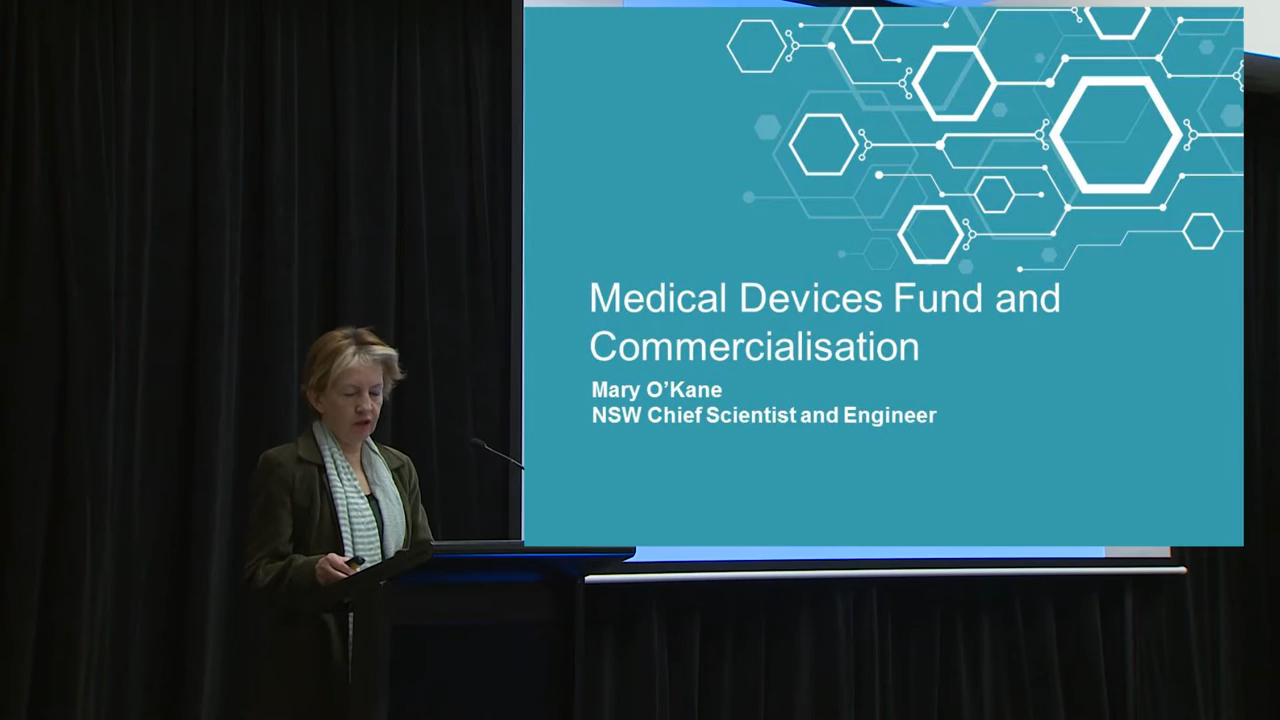 Medical Devices Fund and
Commercialisation
Mary O'Kane
NSW Chief Scientist and Engineer